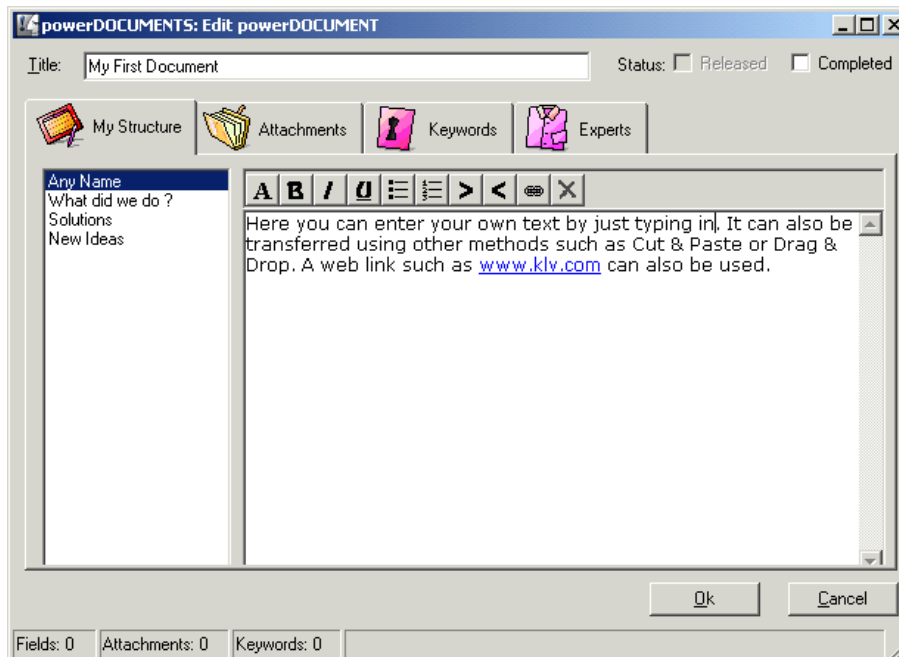 powerDOCUMENTS: Edit powerDOCUMENT
Title: My First Document Status: Released Completed
My Structure Attachments Keywords Experts
Any Name
What did we do ?
Solutions
New Ideas
A B I U > <
Here you can enter your own text by just typing in. It can also be
transferred using other methods such as Cut & Paste or Drag &
Drop. A web link such as www.klv.com can also be used.
Ok Cancel
Fields: 0 Attachments: 0 Keywords: 0